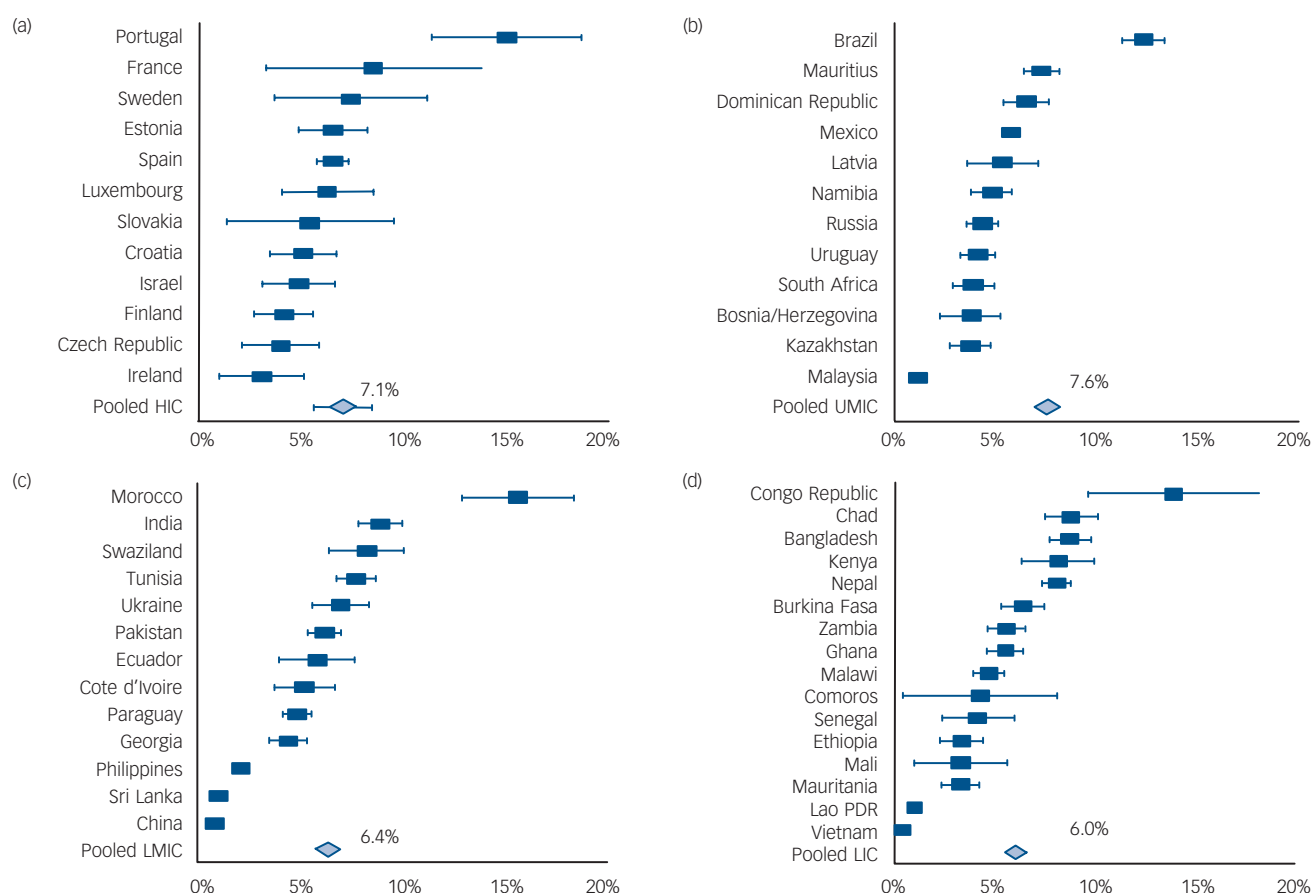 (a)
Portugal
France
Sweden
Estonia
Spain
Luxembourg
Slovakia
Croatia
Israel
Finland
Czech Republic
Ireland
7.1%
Pooled HIC
0% 5% 10% 15% 20%
(b)
Brazil
Mauritius
Dominican Republic
Mexico
Latvia
Namibia
Russia
Uruguay
South Africa
Bosnia/Herzegovina
Kazakhstan
Malaysia
7.6%
Pooled UMIC
0% 5% 10% 15% 20%
(c)
Morocco
India
Swaziland
Tunisia
Ukraine
Pakistan
Ecuador
Cote d'Ivoire
Paraguay
Georgia
Philippines
Sri Lanka
China
6.4%
Pooled LMIC
0% 5% 10% 15% 20%
(d)
Congo Republic
Chad
Bangladesh
Kenya
Nepal
Burkina Fasa
Zambia
Ghana
Malawi
Comoros
Senegal
Ethiopia
Mali
Mauritania
Lao PDR
Vietnam
6.0%
Pooled LIC
0% 5% 10% 15% 20%